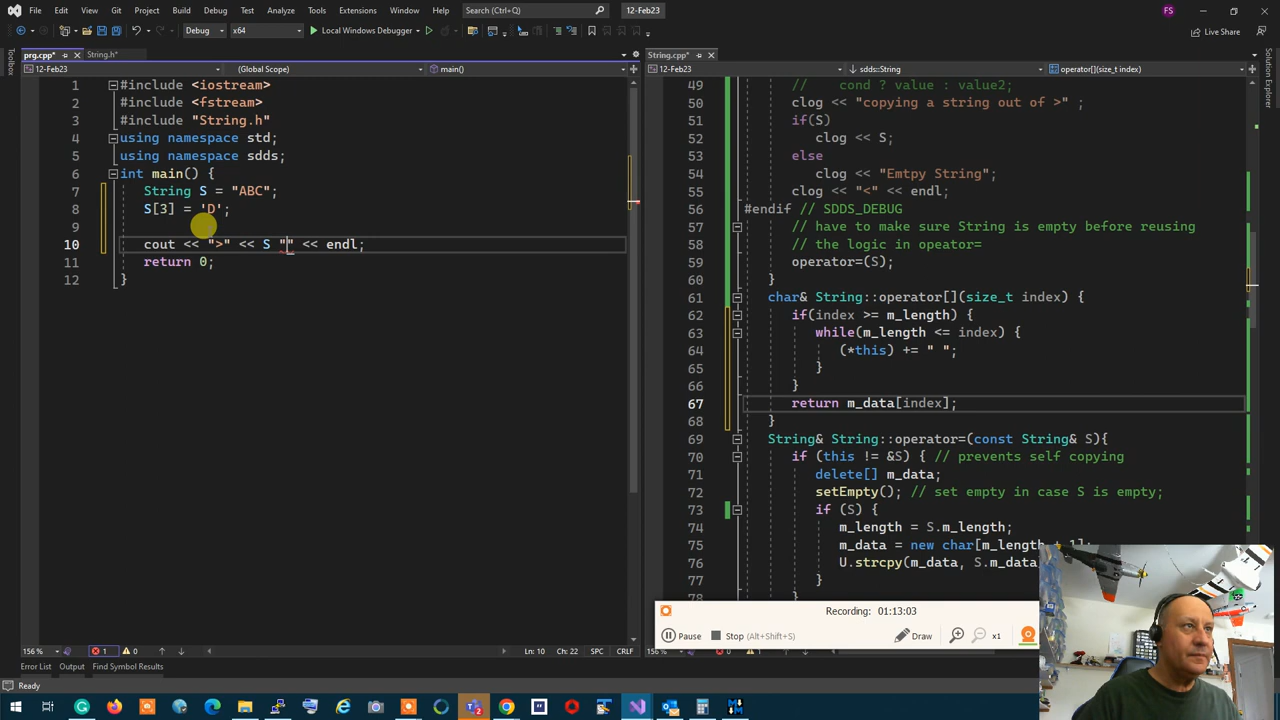 File Edit View Git Project Build Debug Test Analyze Tools Extensions Window Help Search (Ctrl+Q) 12-Feb23 FS
Debug x64 Local Windows Debugger Live Share
Toolbox
prg.cpp* String.h*
12-Feb23 (Global Scope) main()
1 #include <iostream>
2 #include <fstream>
3 #include "String.h"
4 using namespace std;
5 using namespace sdds;
6 int main() {
7 String S = "ABC";
8 S[3] = 'D';
9
10 cout << ">" << S "" << endl;
11 return 0;
12 }
156 % 1 0 Ln: 10 Ch: 22 SPC CRLF
String.cpp*
12-Feb23 sdds::String operator[](size_t index)
49 // cond ? value : value2;
50 clog << "copying a string out of >" ;
51 if(S)
52 clog << S;
53 else
54 clog << "Emtpy String";
55 clog << "<" << endl;
56 #endif // SDDS_DEBUG
57 // have to make sure String is empty before reusing
58 // the logic in opeator=
59 operator=(S);
60 }
61 char& String::operator[](size_t index) {
62 if(index >= m_length) {
63 while(m_length <= index) {
64 (*this) += " ";
65 }
66 }
67 return m_data[index];
68 }
69 String& String::operator=(const String& S){
70 if (this != &S) { // prevents self copying
71 delete[] m_data;
72 setEmpty(); // set empty in case S is empty;
73 if (S) {
74 m_length = S.m_length;
75 m_data = new char[m_length + 1];
76 U.strcpy(m_data, S.m_data
77 }
78 }
Solution Explorer
Recording: 01:13:03
Pause Stop (Alt+Shift+S) Draw x1
156 % 0 0
Error List Output Find Symbol Results
Ready